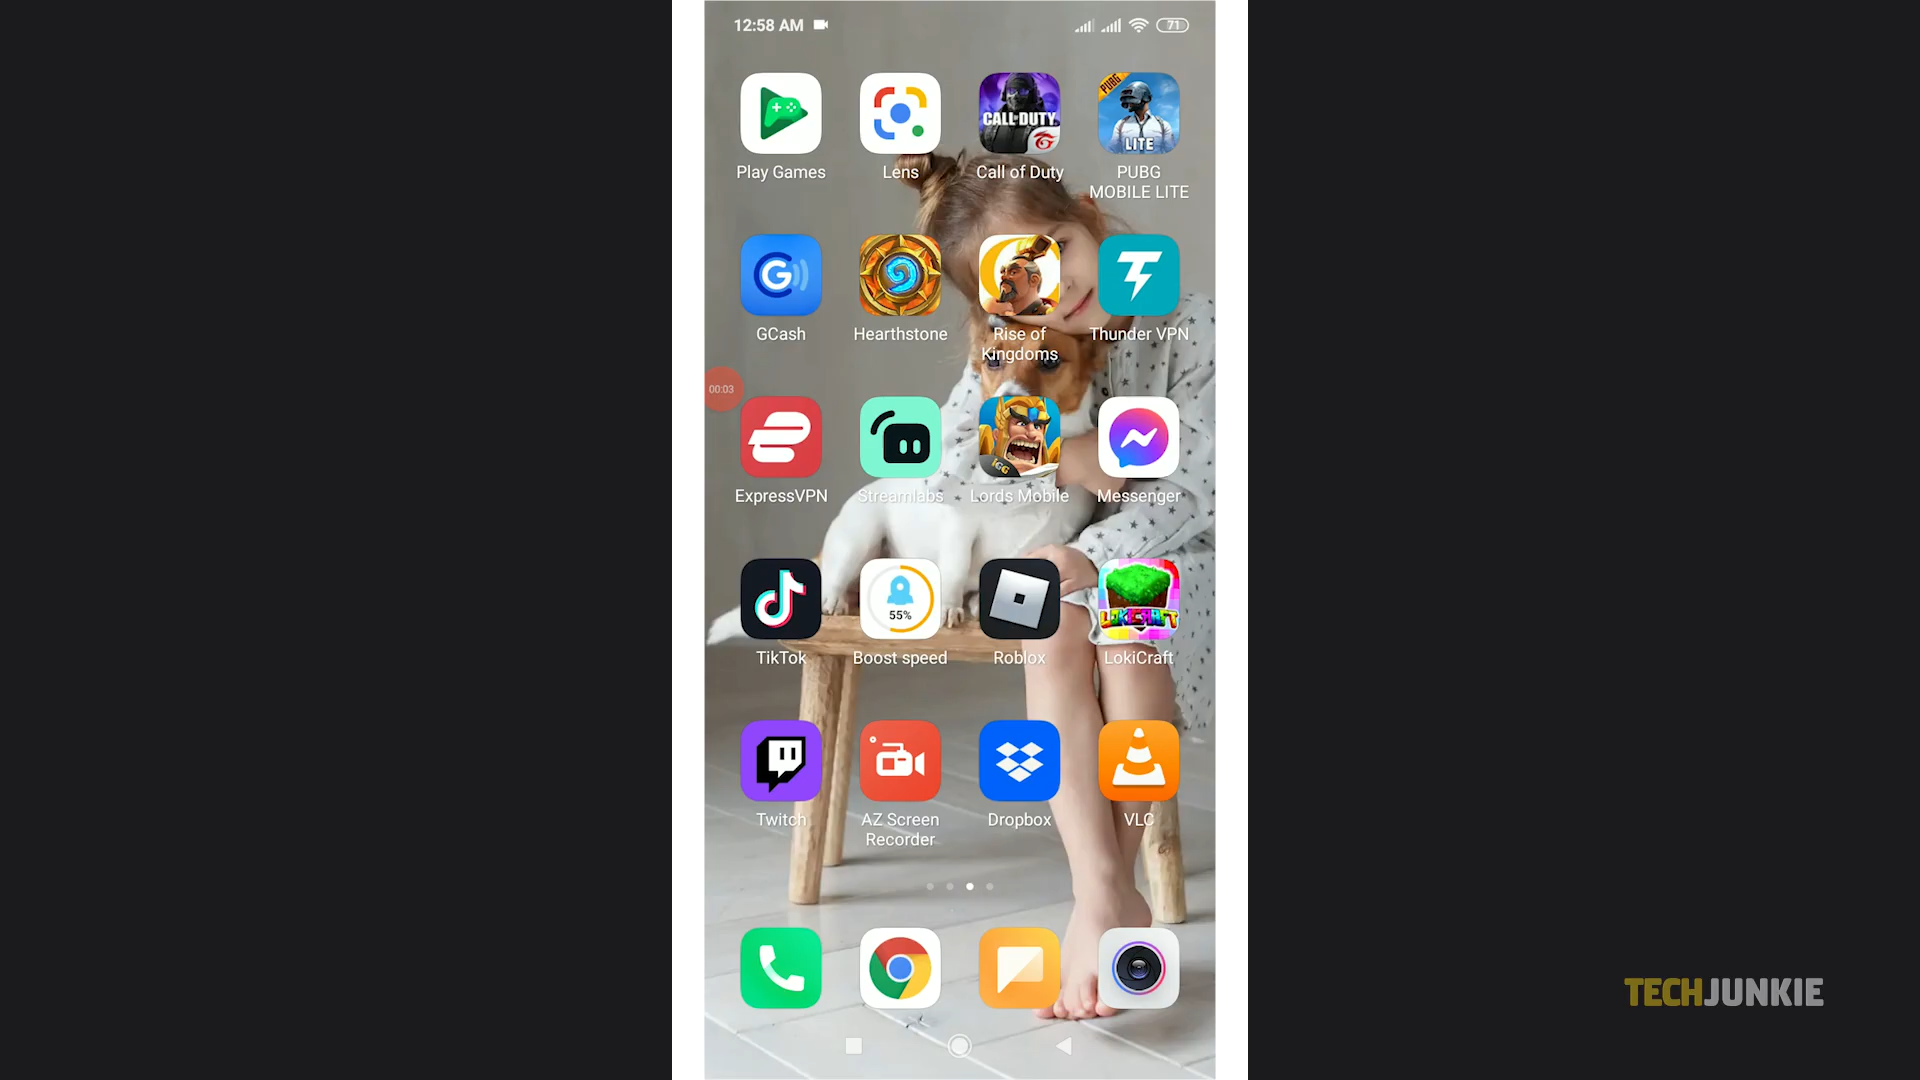 12:58 AM
71
CALL OF DUTY
PUBG
LITE
Play Games
Lens
Call of Duty
PUBG
MOBILE LITE
G
GCash
Hearthstone
Rise of
Kingdoms
Thunder VPN
00:03
IGG
ExpressVPN
Streamlabs
Lords Mobile
Messenger
55%
LOKICRAFT
TikTok
Boost speed
Roblox
LokiCraft
Twitch
AZ Screen
Recorder
Dropbox
VLC
TECHJUNKIE